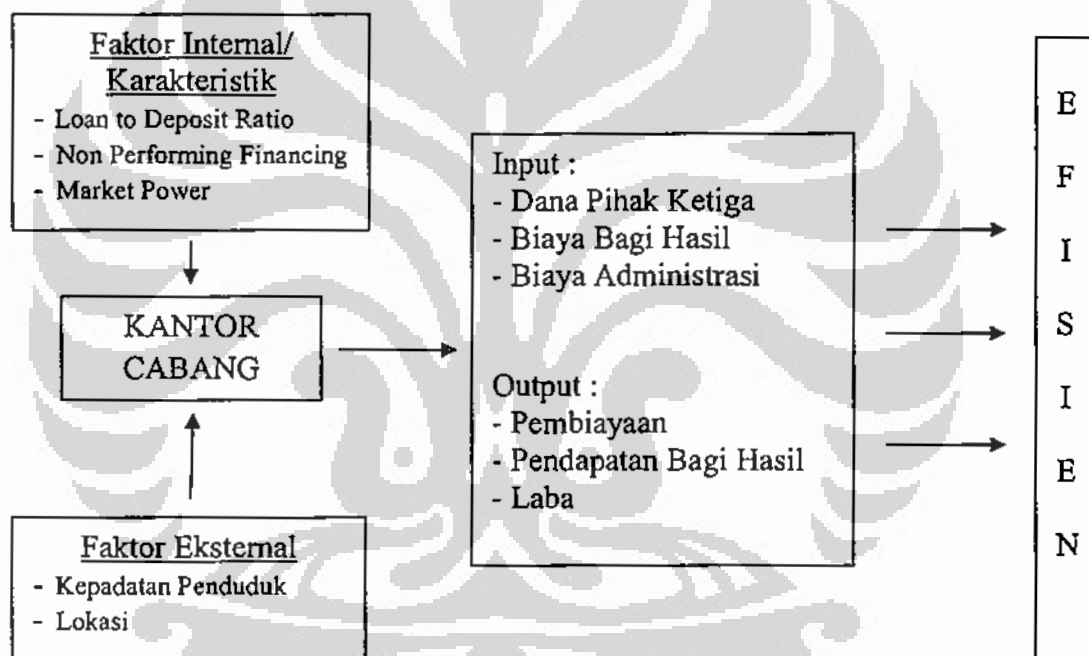 Faktor Internal/
Karakteristik
- Loan to Deposit Ratio
- Non Performing Financing
- Market Power
KANTOR
CABANG
Faktor Eksternal
- Kepadatan Penduduk
- Lokasi
Input :
- Dana Pihak Ketiga
- Biaya Bagi Hasil
- Biaya Administrasi
Output :
- Pembiayaan
- Pendapatan Bagi Hasil
- Laba
E
F
I
S
I
E
N